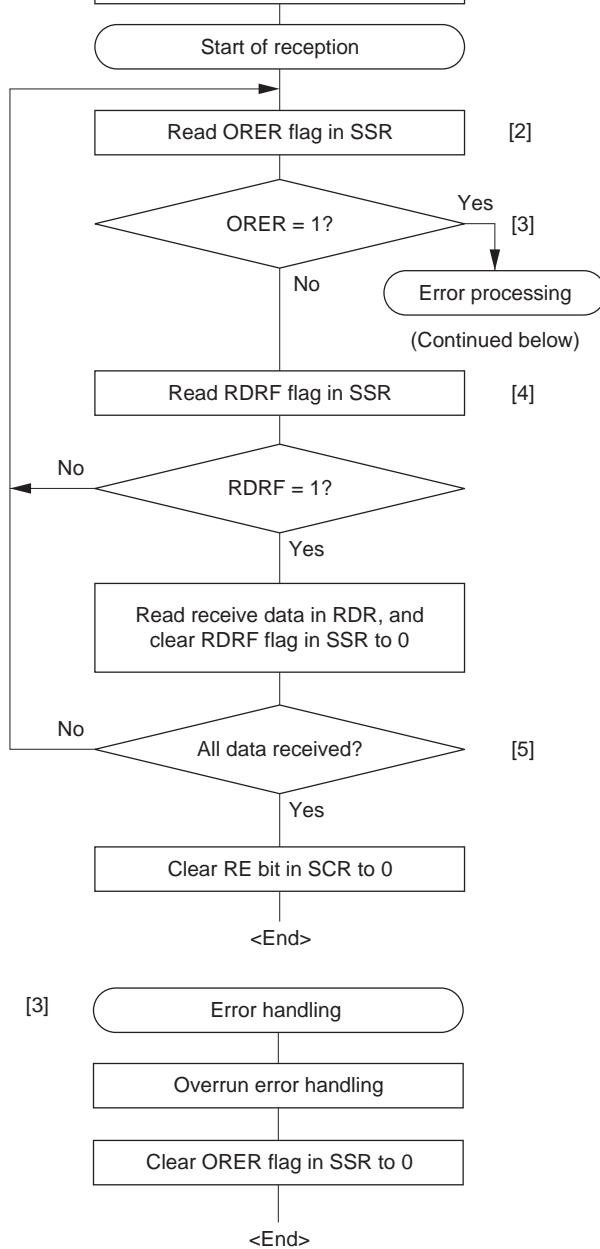 Start of reception
Read ORER flag in SSR
[2]
ORER = 1?
Yes
[3]
No
Error processing
(Continued below)
Read RDRF flag in SSR
[4]
No
RDRF = 1?
Yes
Read receive data in RDR, and
clear RDRF flag in SSR to 0
No
All data received?
[5]
Yes
Clear RE bit in SCR to 0
<End>
[3]
Error handling
Overrun error handling
Clear ORER flag in SSR to 0
<End>